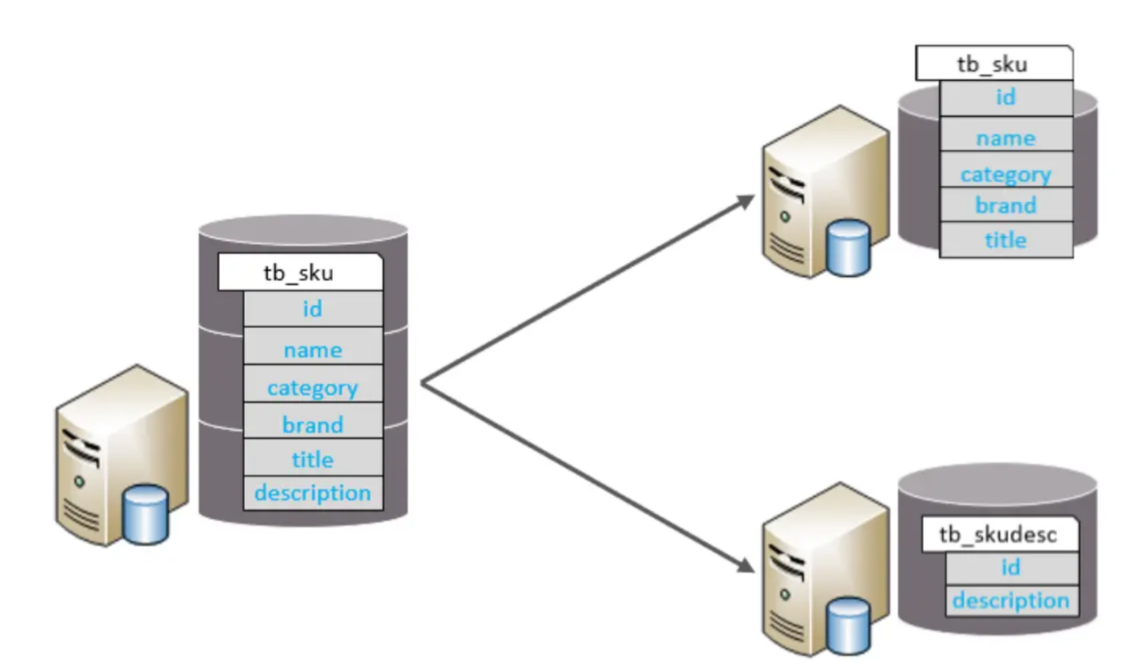 tb_sku
id
name
category
brand
title
description
tb_sku
id
name
category
brand
title
tb_skudesc
id
description